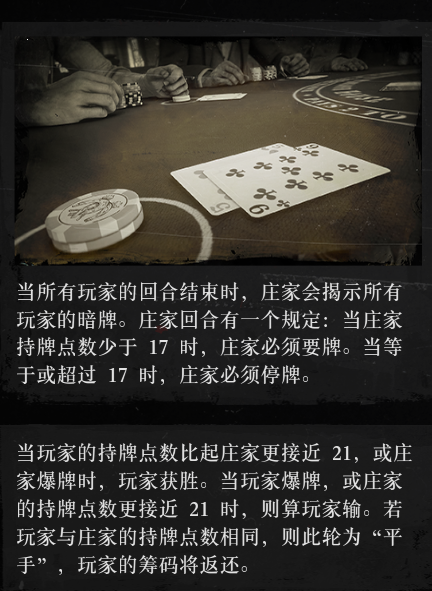 当所有玩家的回合结束时，庄家会揭示所有
玩家的暗牌。庄家回合有一个规定：当庄家
持牌点数少于 17 时，庄家必须要牌。当等
于或超过 17 时，庄家必须停牌。
当玩家的持牌点数比起庄家更接近 21，或庄
家爆牌时，玩家获胜。当玩家爆牌，或庄家
的持牌点数更接近 21 时，则算玩家输。若
玩家与庄家的持牌点数相同，则此轮为“平
手”，玩家的筹码将返还。